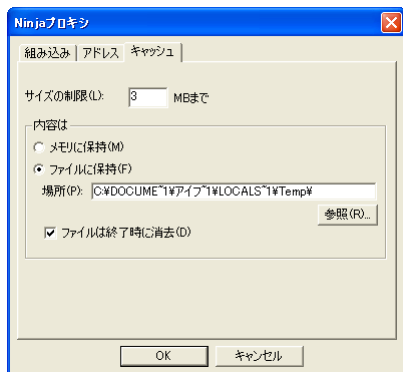 Ninjaプロキシ
組み込み アドレス キャッシュ
サイズの制限(L): 3 MBまで
内容は
メモリに保持(M)
ファイルに保持(F)
場所(P): C:¥DOCUME~1¥アイフ~1¥LOCALS~1¥Temp¥
参照(R)...
ファイルは終了時に消去(D)
OK キャンセル